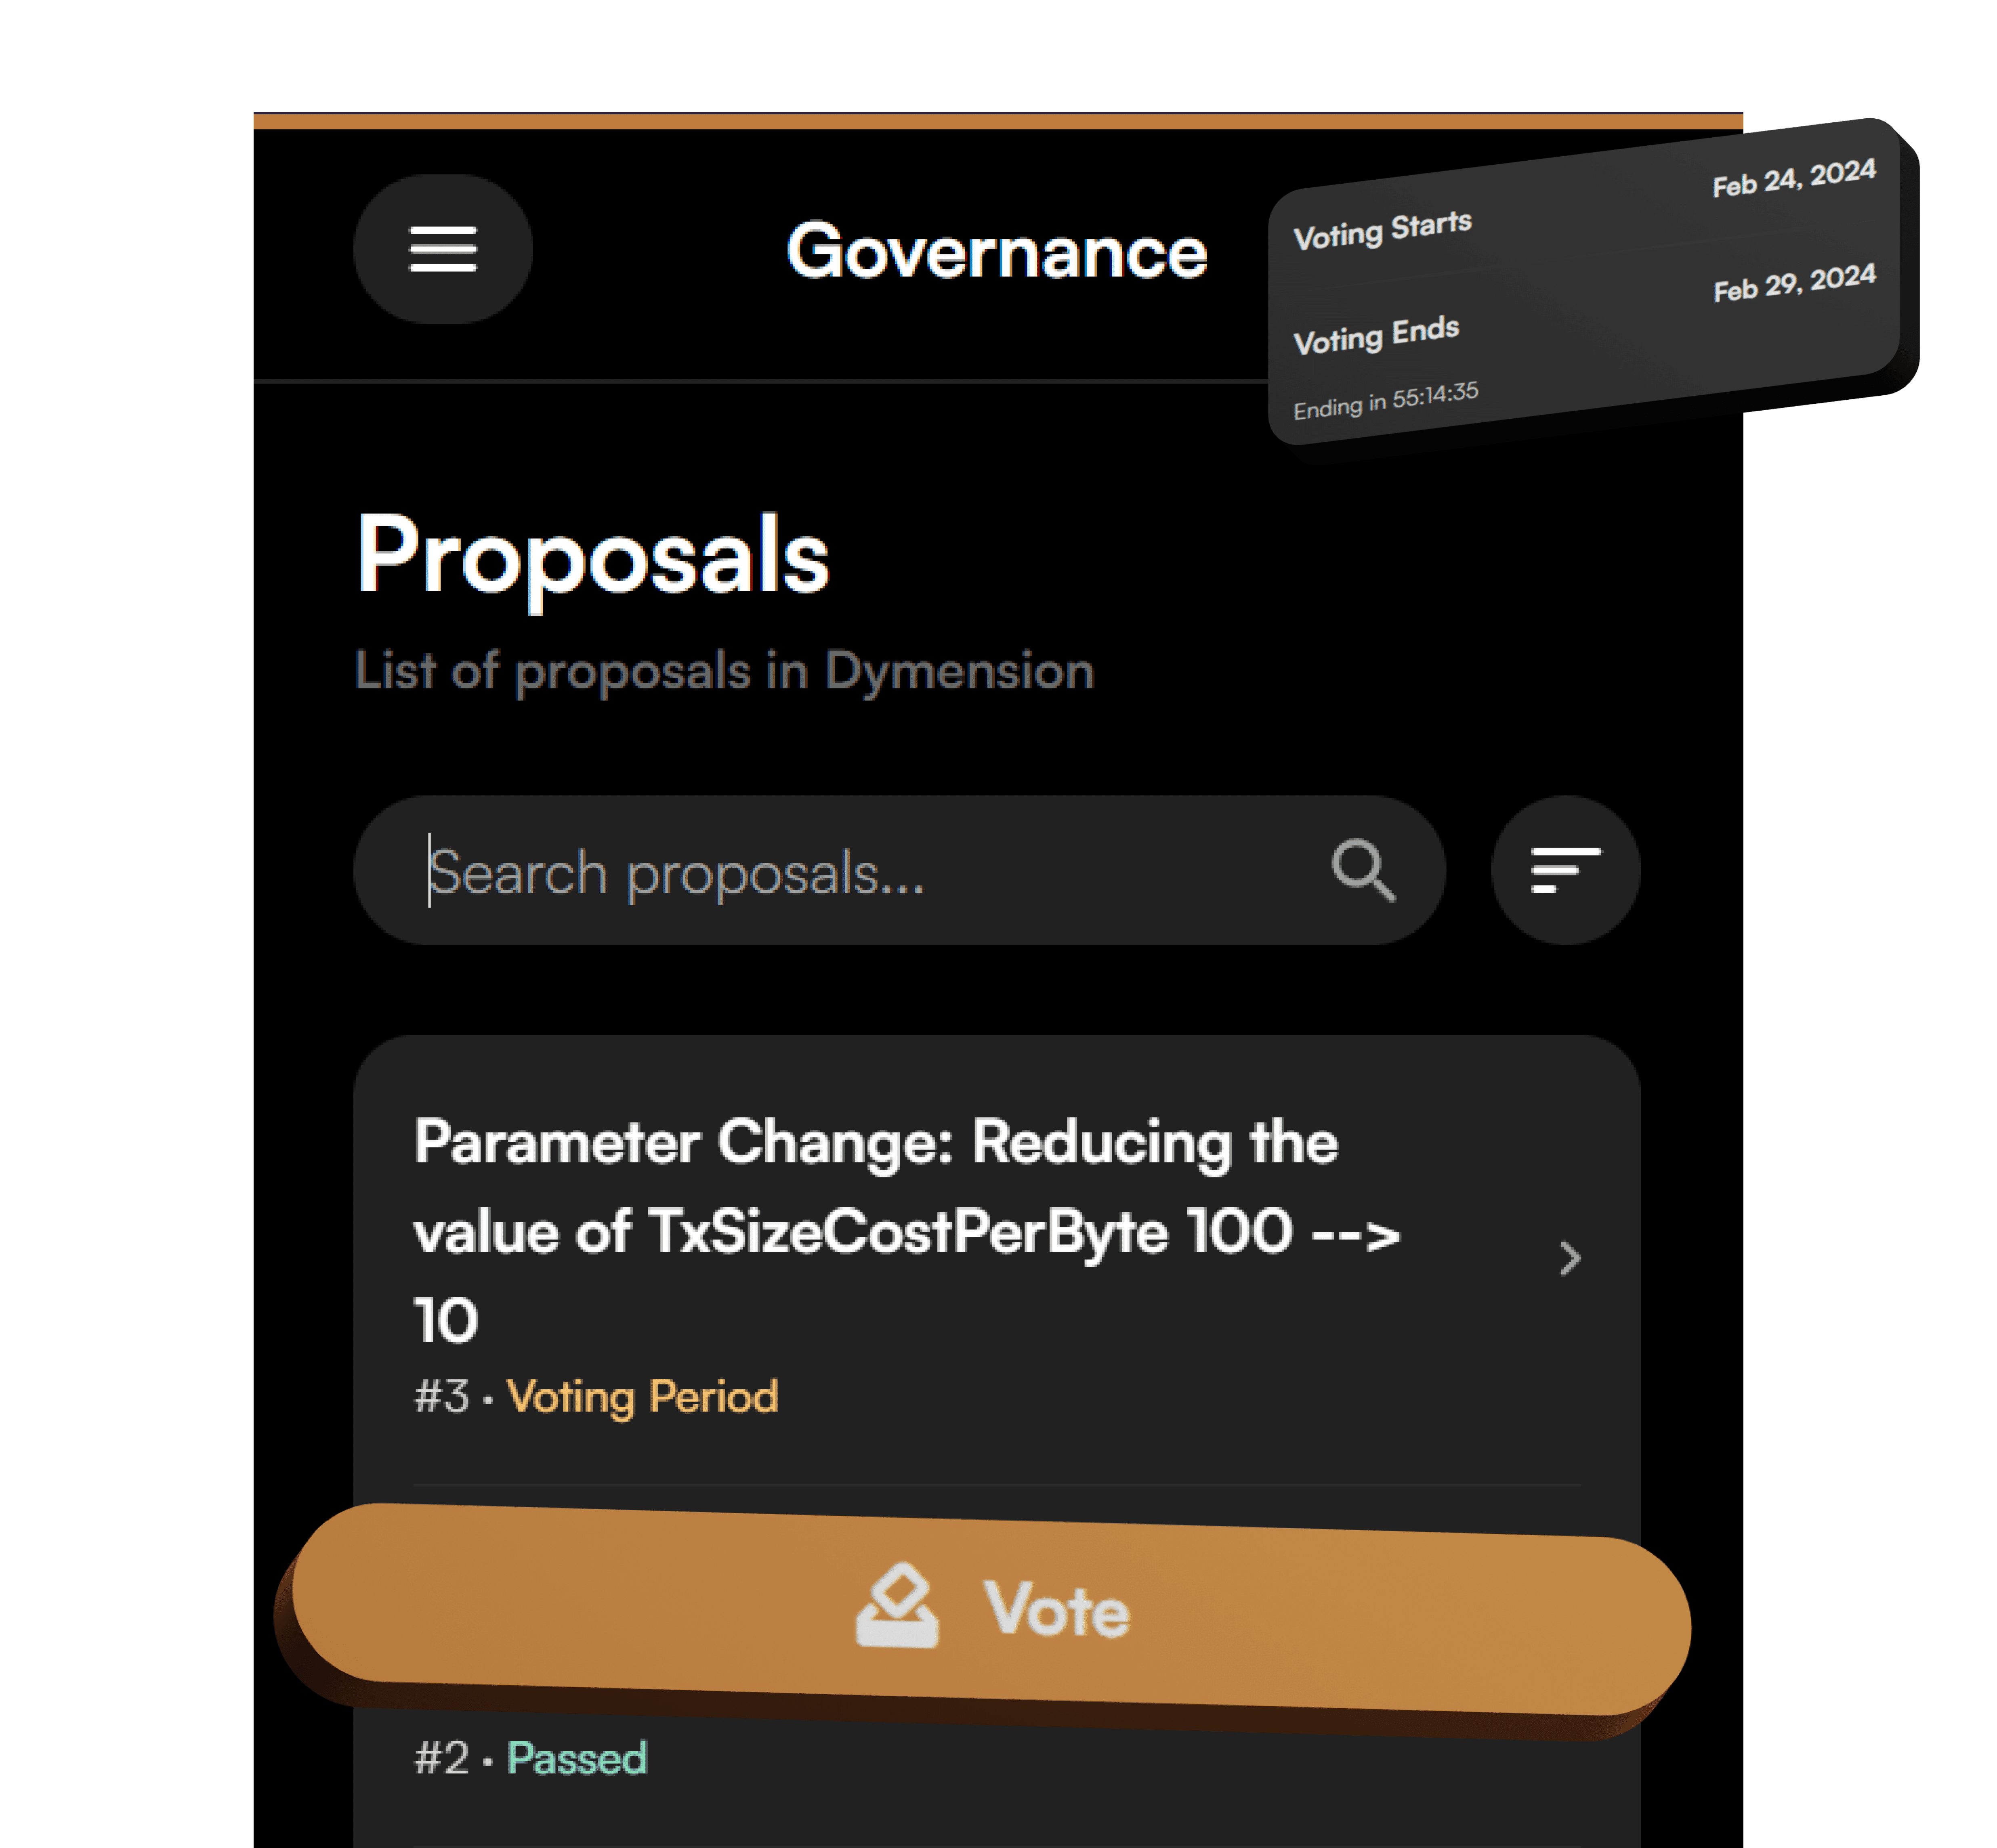 Governance
Voting Starts Feb 24, 2024
Voting Ends Feb 29, 2024
Ending in 55:14:35
Proposals
List of proposals in Dymension
Search proposals...
Parameter Change: Reducing the
value of TxSizeCostPerByte 100 -->
10
#3 · Voting Period
Vote
#2 · Passed